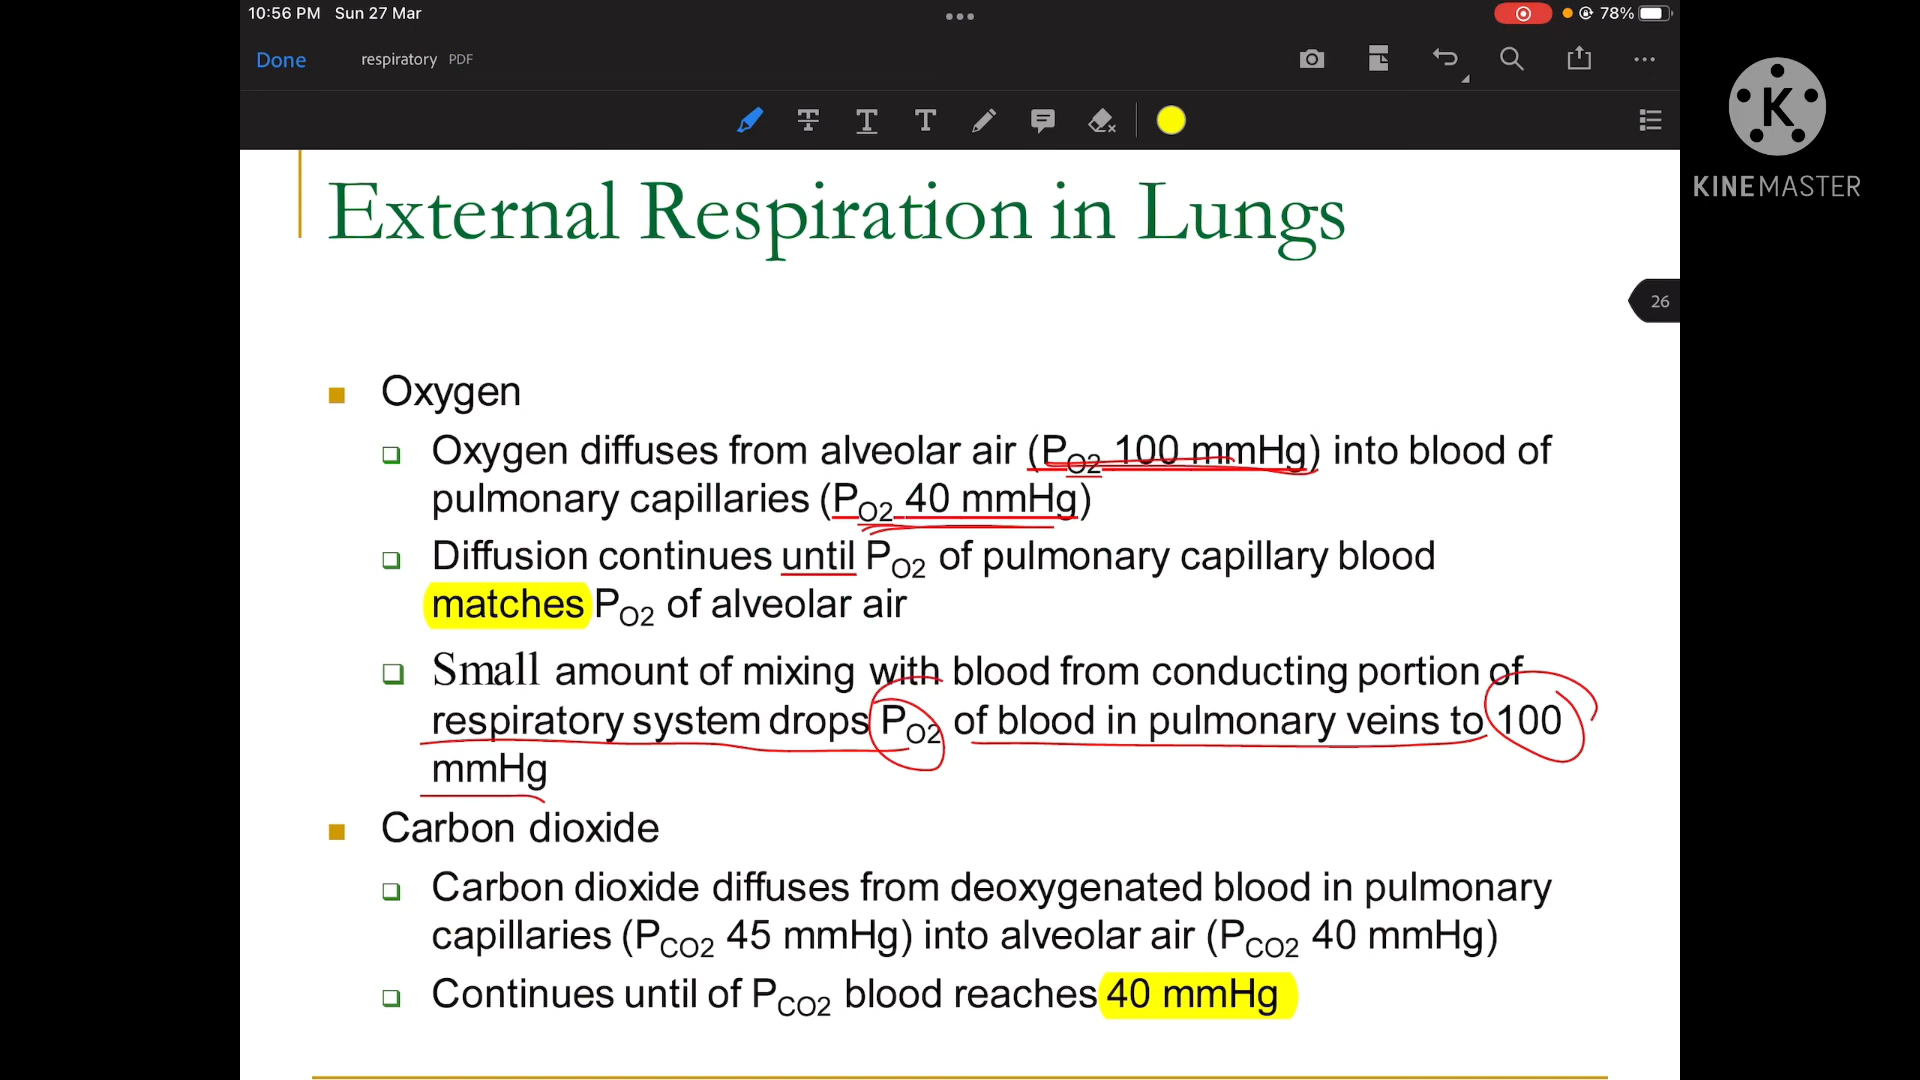 10:56 PM Sun 27 Mar
78%
Done
respiratory PDF
T T T
K
KINEMASTER
External Respiration in Lungs
26
Oxygen
Oxygen diffuses from alveolar air (PO2 100 mmHg) into blood of
pulmonary capillaries (PO2 40 mmHg)
Diffusion continues until PO2 of pulmonary capillary blood
matches PO2 of alveolar air
Small amount of mixing with blood from conducting portion of
respiratory system drops PO2 of blood in pulmonary veins to 100
mmHg
Carbon dioxide
Carbon dioxide diffuses from deoxygenated blood in pulmonary
capillaries (PCO2 45 mmHg) into alveolar air (PCO2 40 mmHg)
Continues until of PCO2 blood reaches 40 mmHg